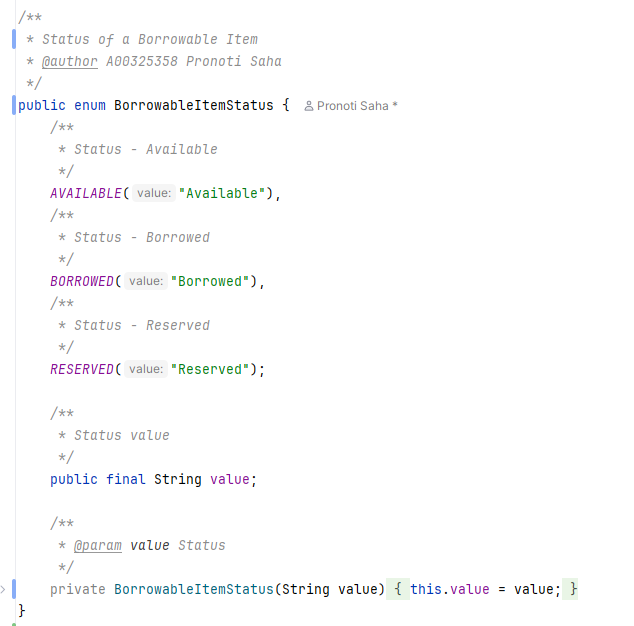 /**
 * Status of a Borrowable Item
 * @author A00325358 Pronoti Saha
 */
public enum BorrowableItemStatus { Pronoti Saha *
    /**
     * Status - Available
     */
    AVAILABLE( value: "Available"),
    /**
     * Status - Borrowed
     */
    BORROWED( value: "Borrowed"),
    /**
     * Status - Reserved
     */
    RESERVED( value: "Reserved");
    /**
     * Status value
     */
    public final String value;
    /**
     * @param value Status
     */
    private BorrowableItemStatus(String value) { this.value = value; }
}